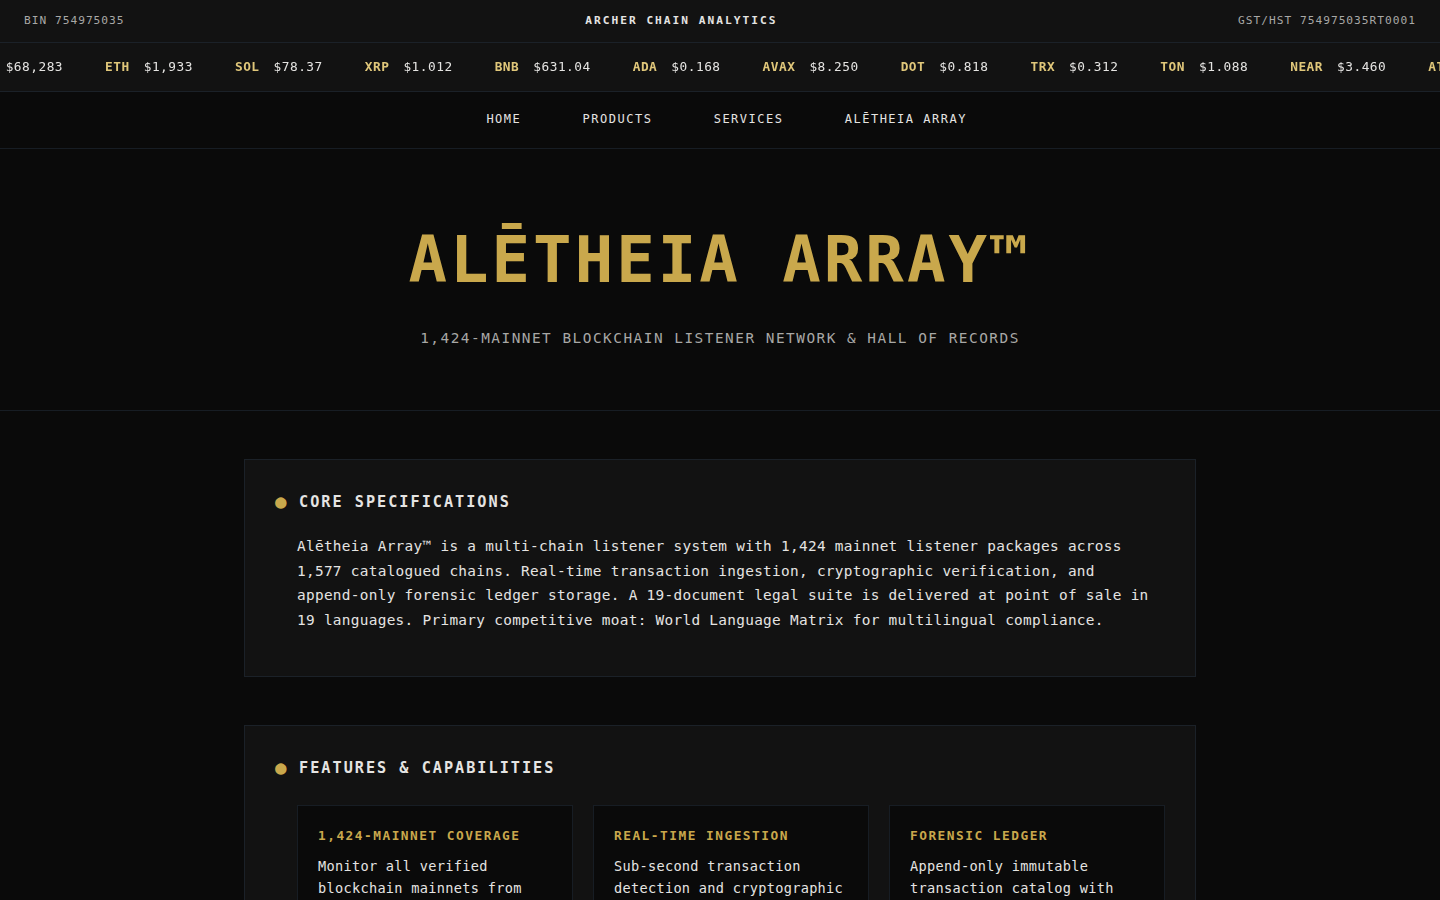 BIN 754975035
ARCHER CHAIN ANALYTICS
GST/HST 754975035RT0001
$68,283 ETH $1,933 SOL $78.37 XRP $1.012 BNB $631.04 ADA $0.168 AVAX $8.250 DOT $0.818 TRX $0.312 TON $1.088 NEAR $3.460
HOME PRODUCTS SERVICES ALĒTHEIA ARRAY
ALĒTHEIA ARRAY™
1,424-MAINNET BLOCKCHAIN LISTENER NETWORK & HALL OF RECORDS
CORE SPECIFICATIONS
Alētheia Array™ is a multi-chain listener system with 1,424 mainnet listener packages across
1,577 catalogued chains. Real-time transaction ingestion, cryptographic verification, and
append-only forensic ledger storage. A 19-document legal suite is delivered at point of sale in
19 languages. Primary competitive moat: World Language Matrix for multilingual compliance.
FEATURES & CAPABILITIES
1,424-MAINNET COVERAGE
Monitor all verified
blockchain mainnets from
REAL-TIME INGESTION
Sub-second transaction
detection and cryptographic
FORENSIC LEDGER
Append-only immutable
transaction catalog with